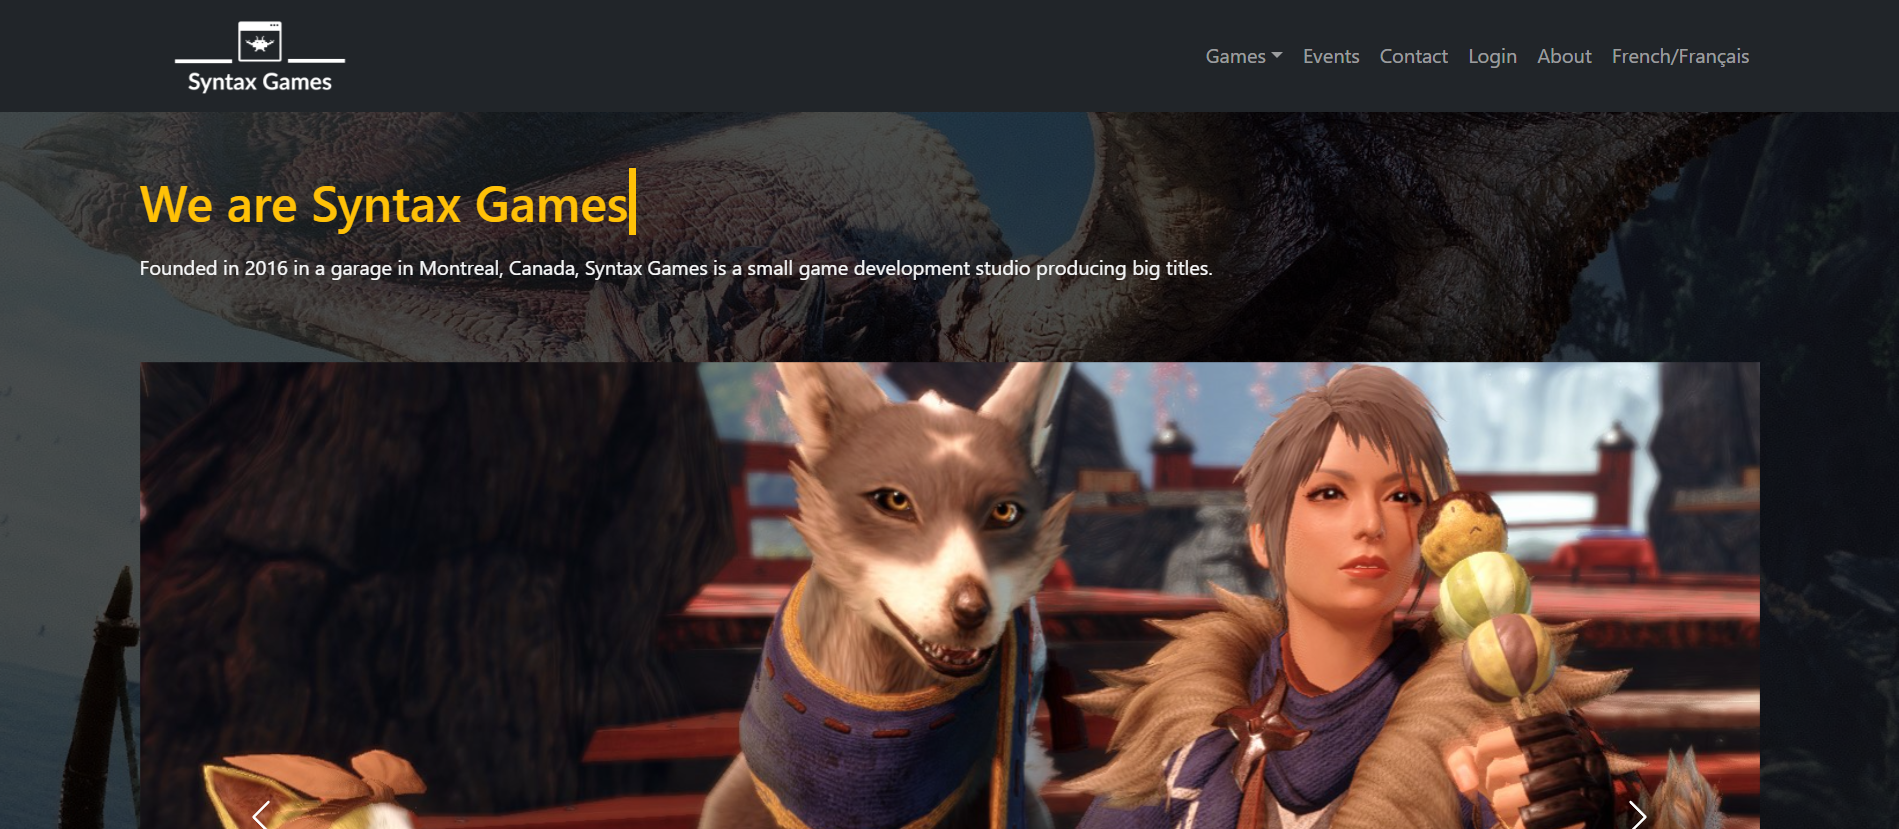 Syntax Games
Games Events Contact Login About French/Français
We are Syntax Games
Founded in 2016 in a garage in Montreal, Canada, Syntax Games is a small game development studio producing big titles.